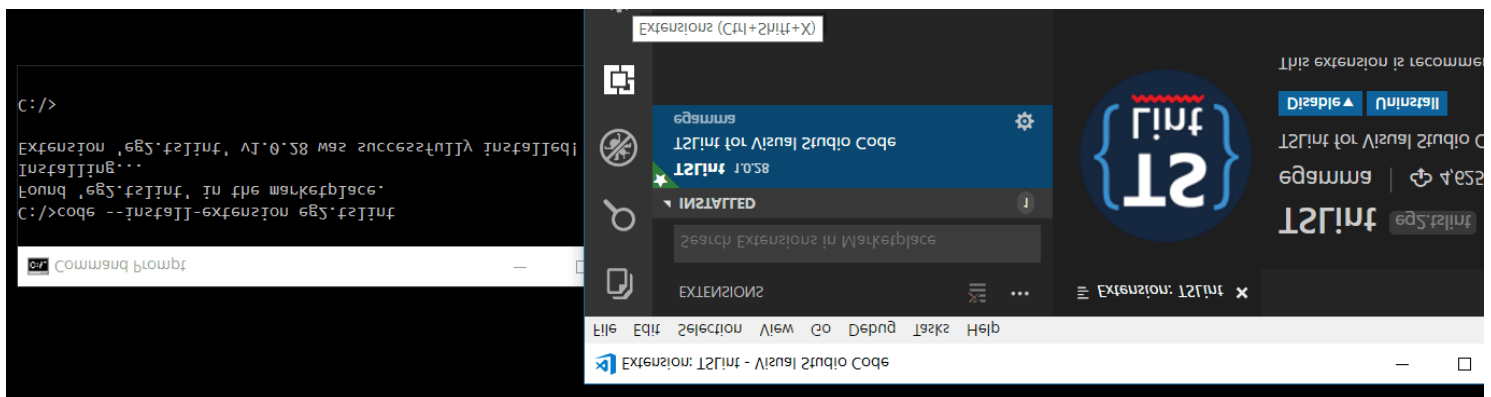 Extension: TSLint - Visual Studio Code
File Edit Selection View Go Debug Tasks Help
EXTENSIONS
Search Extensions in Marketplace
INSTALLED 1
TSLint 1.0.28
TSLint for Visual Studio Code
egamma
Extensions (Ctrl+Shift+X)
Extension: TSLint
TS
Lint
TSLint eg2.tslint
egamma | 4,625
TSLint for Visual Studio C
Disable Uninstall
This extension is recomme
Command Prompt
C:\>code --install-extension eg2.tslint
Found 'eg2.tslint' in the marketplace.
Installing...
Extension 'eg2.tslint' v1.0.28 was successfully installed!
C:\>